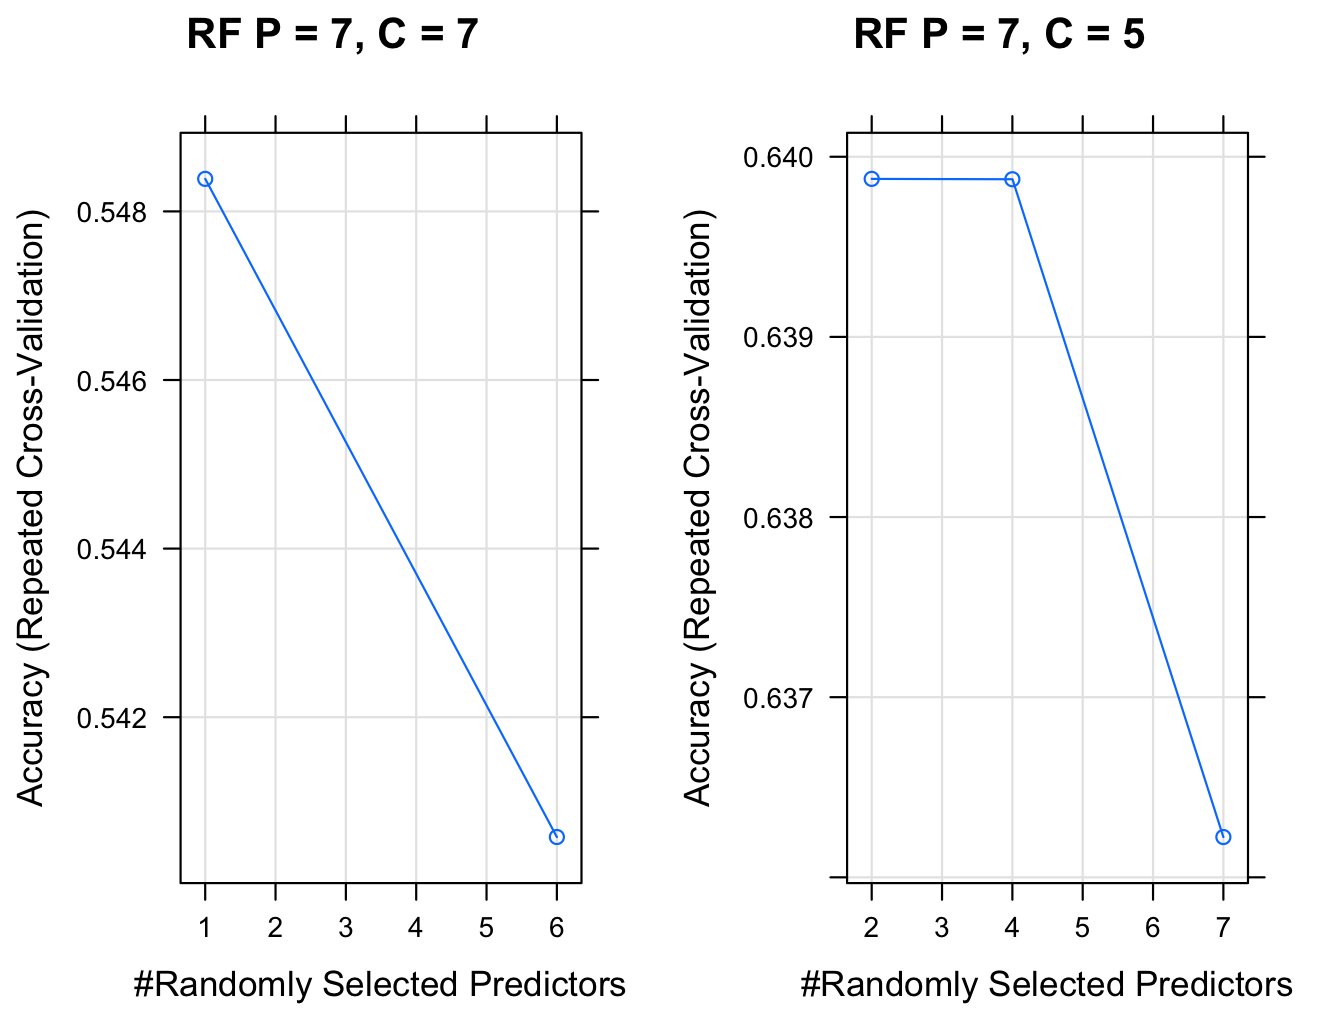 RF P = 7, C = 7
Accuracy (Repeated Cross-Validation)
0.548
0.546
0.544
0.542
1 2 3 4 5 6
#Randomly Selected Predictors
RF P = 7, C = 5
Accuracy (Repeated Cross-Validation)
0.640
0.639
0.638
0.637
2 3 4 5 6 7
#Randomly Selected Predictors